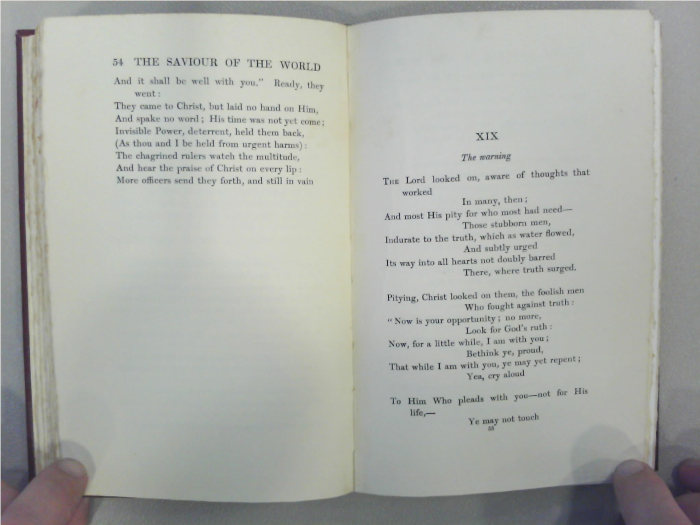 54 THE SAVIOUR OF THE WORLD
And it shall be well with you." Ready, they
went:
They came to Christ, but laid no hand on Him,
And spake no word; His time was not yet come;
Invisible Power, deterrent, held them back,
(As thou and I be held from urgent harms):
The chagrined rulers watch the multitude,
And hear the praise of Christ on every lip:
More officers send they forth, and still in vain
XIX
The warning
THE Lord looked on, aware of thoughts that
worked
In many, then;
And most His pity for who most had need—
Those stubborn men,
Indurate to the truth, which as water flowed,
And subtly urged
Its way into all hearts not doubly barred
There, where truth surged.
Pitying, Christ looked on them, the foolish men
Who fought against truth:
"Now is your opportunity; no more,
Look for God's ruth:
Now, for a little while, I am with you;
Bethink ye, proud,
That while I am with you, ye may yet repent;
Yea, cry aloud
To Him Who pleads with you—not for His
life,—
Ye may not touch
55